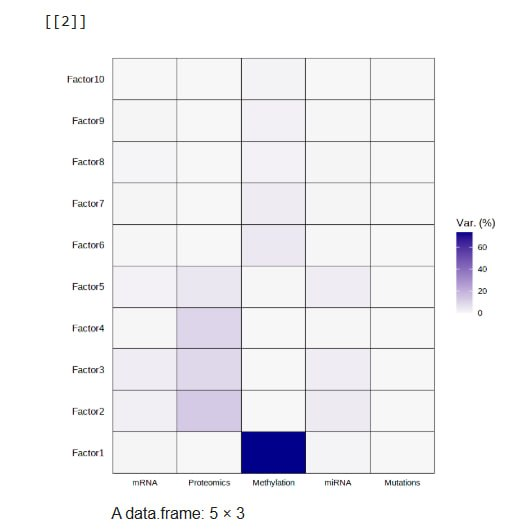 [[2]]
Factor10
Factor9
Factor8
Factor7
Factor6
Factor5
Factor4
Factor3
Factor2
Factor1
mRNA Proteomics Methylation miRNA Mutations
Var. (%)
60
40
20
0
A data.frame: 5 × 3